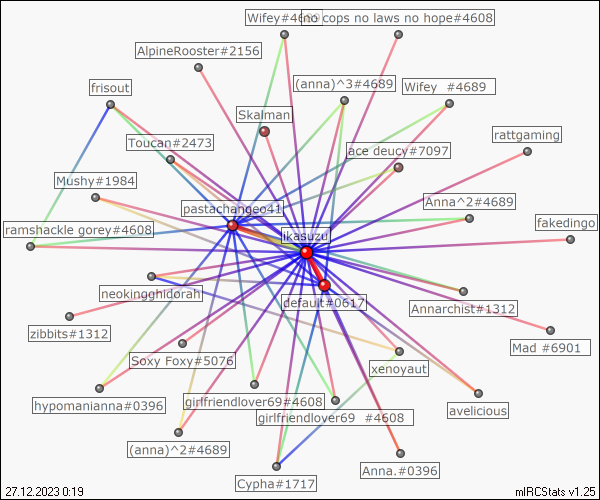 Wifey#4689
no cops no laws no hope#4608
AlpineRooster#2156
frisout
(anna)^3#4689
Wifey #4689
Skalman
rattgaming
Toucan#2473
ace deucy#7097
Mushy#1984
Anna^2#4689
pastachangeo41
ramshackle gorey#4608
ikasuzu
fakedingo
neokingghidorah
default#0617
Annarchist#1312
zibbits#1312
Mad #6901
Soxy Foxy#5076
xenoyaut
hypomanianna#0396
girlfriendlover69#4608
avelicious
girlfriendlover69 #4608
(anna)^2#4689
Anna.#0396
Cypha#1717
27.12.2023 0:19
mIRCStats v1.25